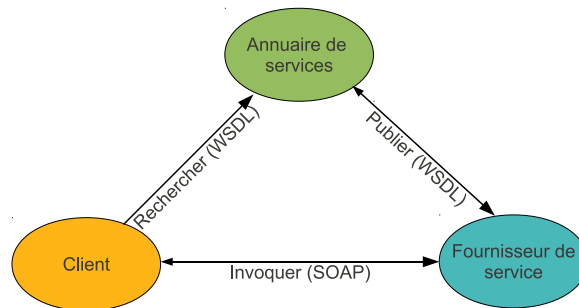 Annuaire de
services
Rechercher (WSDL)
Publier (WSDL)
Client
Invoquer (SOAP)
Fournisseur de
service